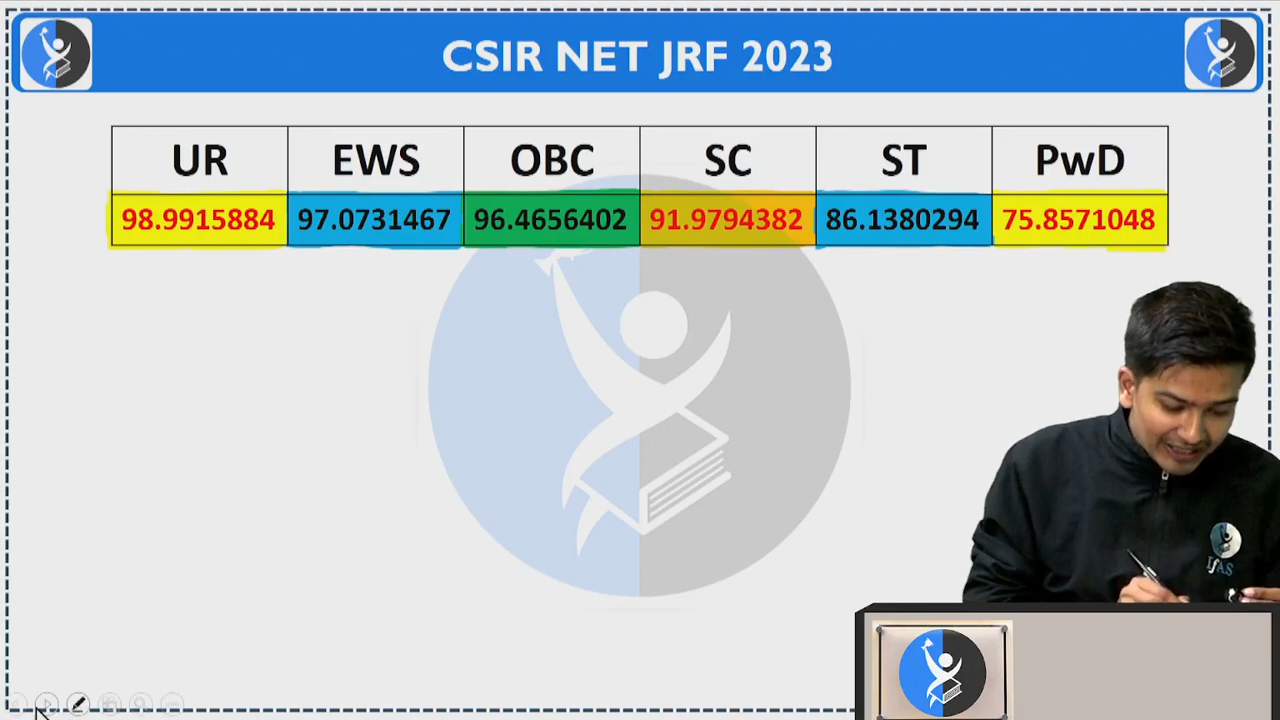 CSIR NET JRF 2023
UR EWS OBC SC ST PwD
98.9915884 97.0731467 96.4656402 91.9794382 86.1380294 75.8571048
IFAS